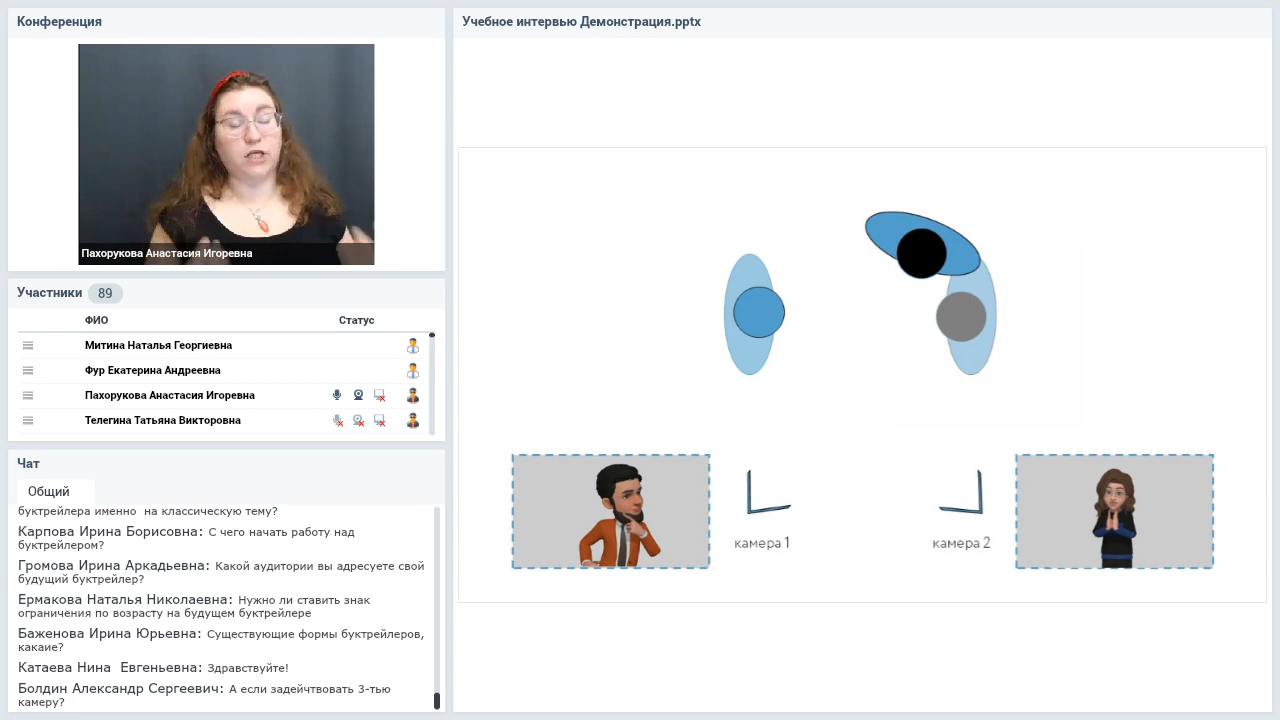 Конференция
Пахорукова Анастасия Игоревна
Участники 89
ФИО Статус
Митина Наталья Георгиевна
Фур Екатерина Андреевна
Пахорукова Анастасия Игоревна
Телегина Татьяна Викторовна
Чат
Общий
буктрейлера именно на классическую тему?
Карпова Ирина Борисовна: С чего начать работу над
буктрейлером?
Громова Ирина Аркадьевна: Какой аудитории вы адресуете свой
будущий буктрейлер?
Ермакова Наталья Николаевна: Нужно ли ставить знак
ограничения по возрасту на будущем буктрейлере
Баженова Ирина Юрьевна: Существующие формы буктрейлеров,
какаие?
Катаева Нина Евгеньевна: Здравствуйте!
Болдин Александр Сергеевич: А если задейчтвовать 3-тью
камеру?
Учебное интервью Демонстрация.pptx
камера 1
камера 2